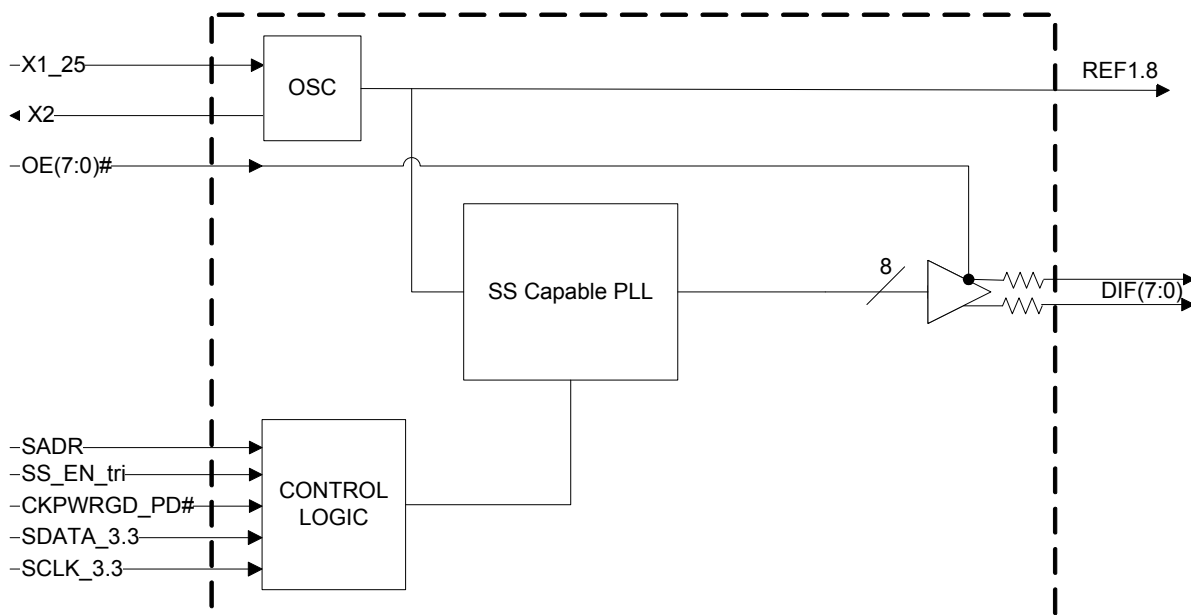 X1_25
OSC
REF1.8
X2
OE(7:0)#
8
SS Capable PLL
DIF(7:0)
SADR
SS_EN_tri
CKPWRGD_PD#
SDATA_3.3
SCLK_3.3
CONTROL
LOGIC